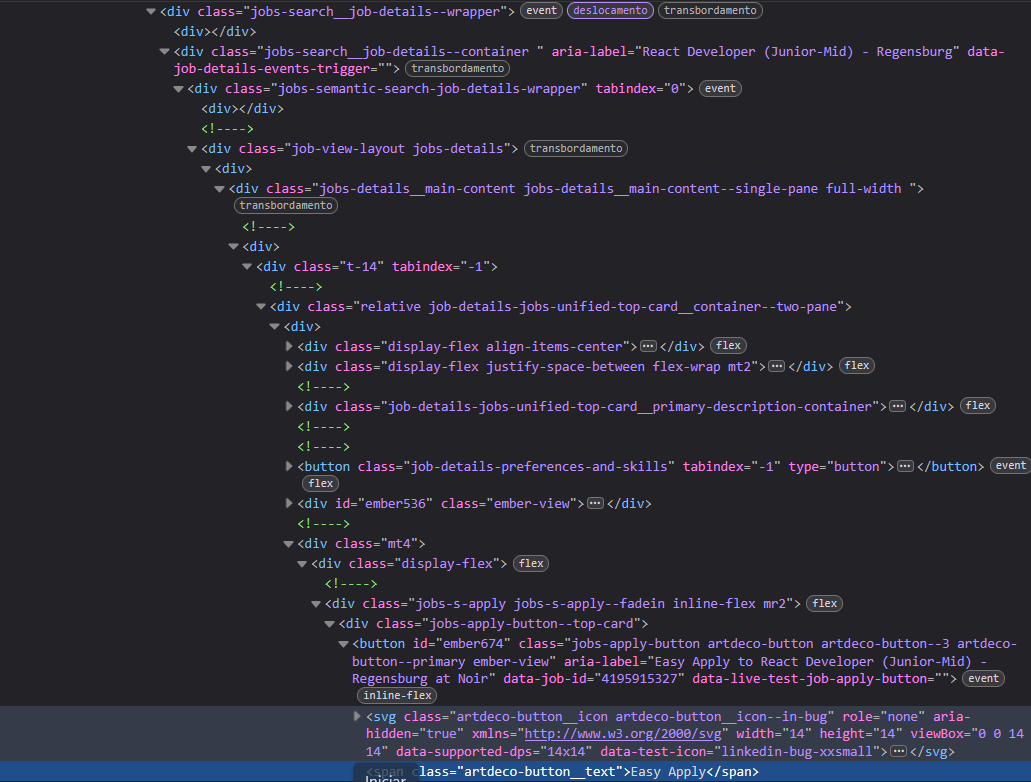 <div class="jobs-search__job-details--wrapper"> event deslocamento transbordamento
<div></div>
<div class="jobs-search__job-details--container " aria-label="React Developer (Junior-Mid) - Regensburg" data-
job-details-events-trigger=""> transbordamento
<div class="jobs-semantic-search-job-details-wrapper" tabindex="0"> event
<div></div>
<!---->
<div class="job-view-layout jobs-details"> transbordamento
<div>
<div class="jobs-details__main-content jobs-details__main-content--single-pane full-width ">
transbordamento
<!---->
<div>
<div class="t-14" tabindex="-1">
<!---->
<div class="relative job-details-jobs-unified-top-card__container--two-pane">
<div>
<div class="display-flex align-items-center">⋯</div> flex
<div class="display-flex justify-space-between flex-wrap mt2">⋯</div> flex
<!---->
<div class="job-details-jobs-unified-top-card__primary-description-container">⋯</div> flex
<!---->
<!---->
<button class="job-details-preferences-and-skills" tabindex="-1" type="button">⋯</button> event
flex
<div id="ember536" class="ember-view">⋯</div>
<!---->
<div class="mt4">
<div class="display-flex"> flex
<!---->
<div class="jobs-s-apply jobs-s-apply--fadein inline-flex mr2"> flex
<div class="jobs-apply-button--top-card">
<button id="ember674" class="jobs-apply-button artdeco-button artdeco-button--3 artdeco-
button--primary ember-view" aria-label="Easy Apply to React Developer (Junior-Mid) -
Regensburg at Noir" data-job-id="4195915327" data-live-test-job-apply-button=""> event
inline-flex
<svg class="artdeco-button__icon artdeco-button__icon--in-bug" role="none" aria-
hidden="true" xmlns="http://www.w3.org/2000/svg" width="14" height="14" viewBox="0 0 14
14" data-supported-dps="14x14" data-test-icon="linkedin-bug-xxsmall">⋯</svg>
<span class="artdeco-button__text">Easy Apply</span>
Iniciar